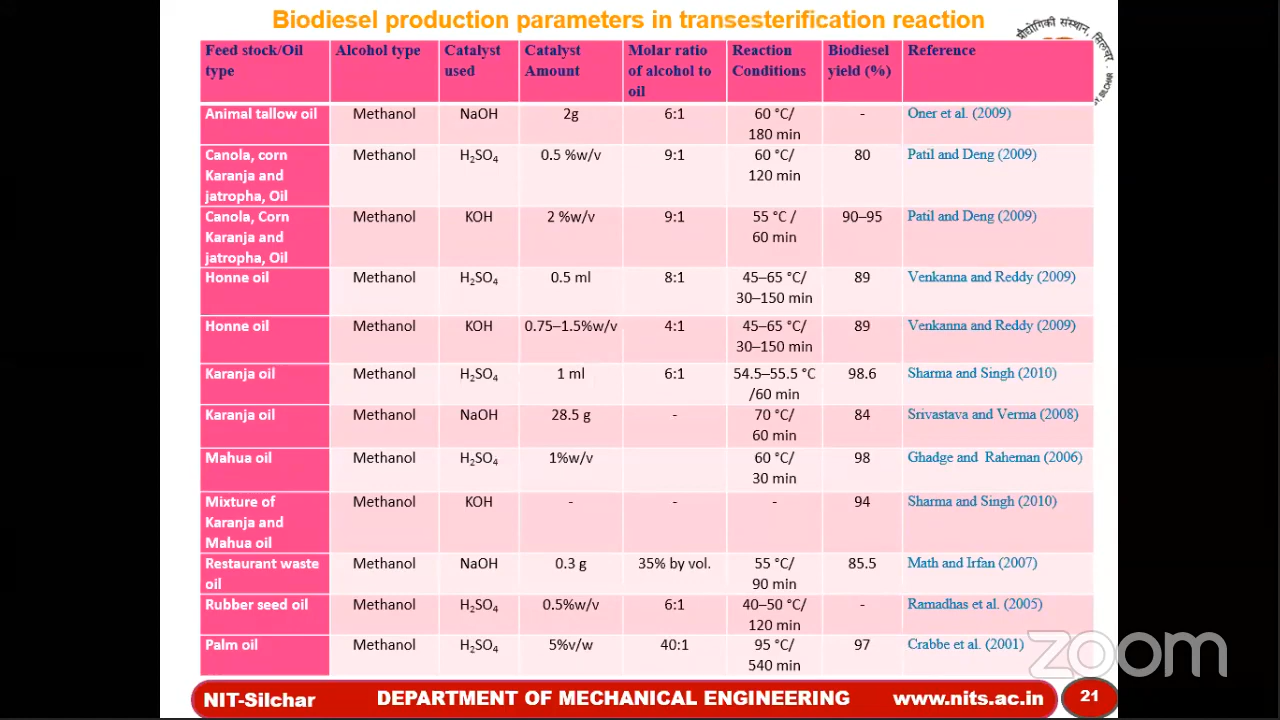 Biodiesel production parameters in transesterification reaction
प्रौद्योगिकी संस्थान, सिलचर
Feed stock/Oil type Alcohol type Catalyst used Catalyst Amount Molar ratio of alcohol to oil Reaction Conditions Biodiesel yield (%) Reference
Animal tallow oil Methanol NaOH 2g 6:1 60 °C/ 180 min - Oner et al. (2009)
Canola, corn Karanja and jatropha, Oil Methanol H₂SO₄ 0.5 %w/v 9:1 60 °C/ 120 min 80 Patil and Deng (2009)
Canola, Corn Karanja and jatropha, Oil Methanol KOH 2 %w/v 9:1 55 °C / 60 min 90–95 Patil and Deng (2009)
Honne oil Methanol H₂SO₄ 0.5 ml 8:1 45–65 °C/ 30–150 min 89 Venkanna and Reddy (2009)
Honne oil Methanol KOH 0.75–1.5%w/v 4:1 45–65 °C/ 30–150 min 89 Venkanna and Reddy (2009)
Karanja oil Methanol H₂SO₄ 1 ml 6:1 54.5–55.5 °C /60 min 98.6 Sharma and Singh (2010)
Karanja oil Methanol NaOH 28.5 g - 70 °C/ 60 min 84 Srivastava and Verma (2008)
Mahua oil Methanol H₂SO₄ 1%w/v 60 °C/ 30 min 98 Ghadge and Raheman (2006)
Mixture of Karanja and Mahua oil Methanol KOH - - - 94 Sharma and Singh (2010)
Restaurant waste oil Methanol NaOH 0.3 g 35% by vol. 55 °C/ 90 min 85.5 Math and Irfan (2007)
Rubber seed oil Methanol H₂SO₄ 0.5%w/v 6:1 40–50 °C/ 120 min - Ramadhas et al. (2005)
Palm oil Methanol H₂SO₄ 5%v/w 40:1 95 °C/ 540 min 97 Crabbe et al. (2001)
zoom
NIT-Silchar DEPARTMENT OF MECHANICAL ENGINEERING www.nits.ac.in 21